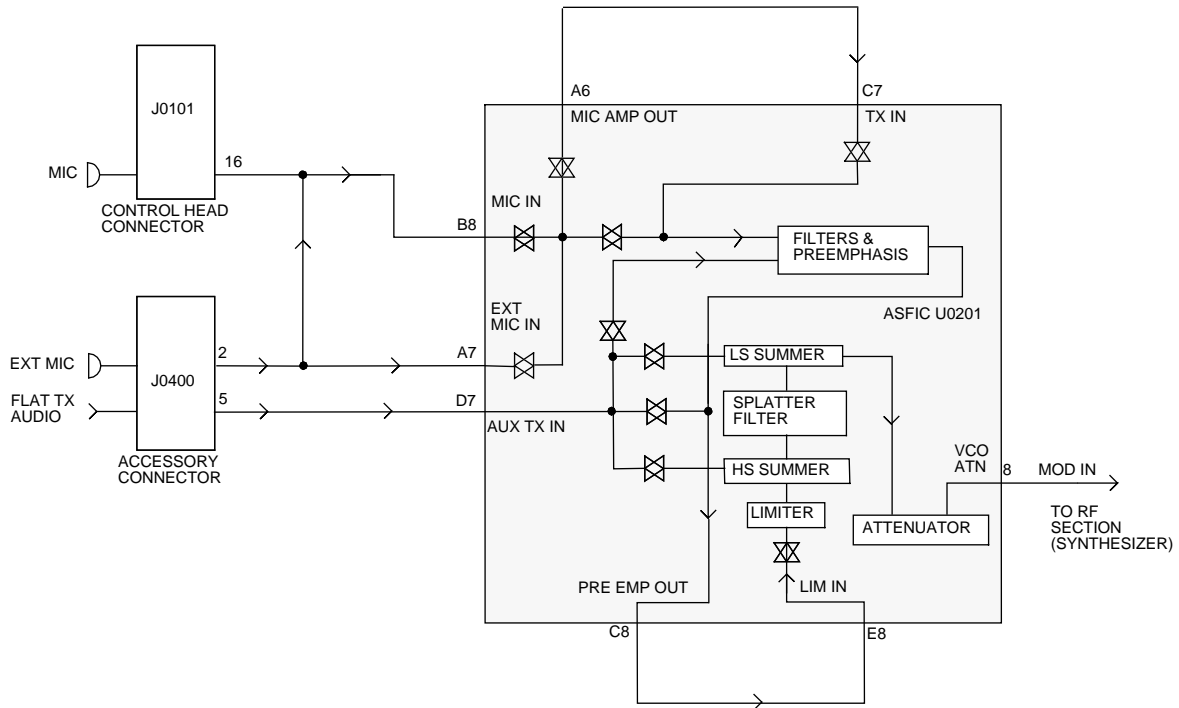 A6
C7
MIC AMP OUT
TX IN
J0101
MIC
16
CONTROL HEAD
CONNECTOR
MIC IN
B8
FILTERS &
PREEMPHASIS
EXT
MIC IN
ASFIC U0201
EXT MIC
2
A7
J0400
LS SUMMER
FLAT TX
AUDIO
5
D7
AUX TX IN
SPLATTER
FILTER
ACCESSORY
CONNECTOR
HS SUMMER
VCO
ATN
8
MOD IN
LIMITER
ATTENUATOR
TO RF
SECTION
(SYNTHESIZER)
PRE EMP OUT
LIM IN
C8
E8